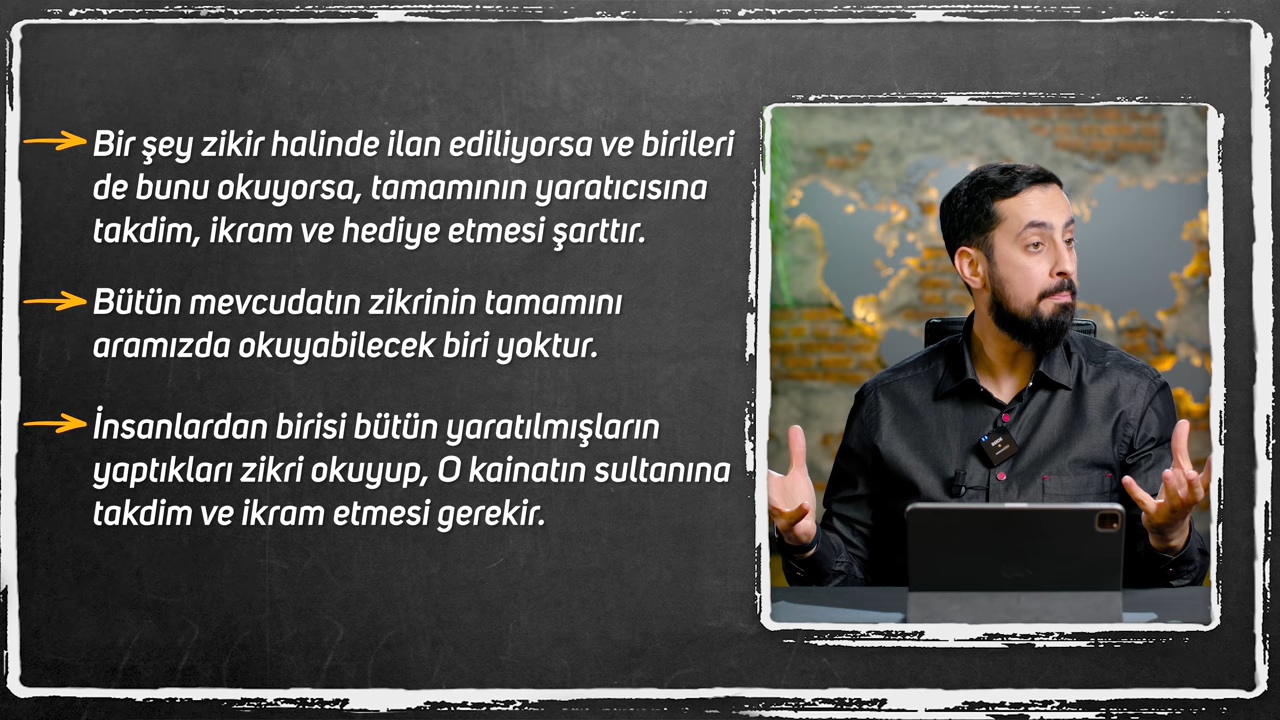 Bir şey zikir halinde ilan ediliyorsa ve birileri
de bunu okuyorsa, tamamının yaratıcısına
takdim, ikram ve hediye etmesi şarttır.
Bütün mevcudatın zikrinin tamamını
aramızda okuyabilecek biri yoktur.
İnsanlardan birisi bütün yaratılmışların
yaptıkları zikri okuyup, O kainatın sultanına
takdim ve ikram etmesi gerekir.